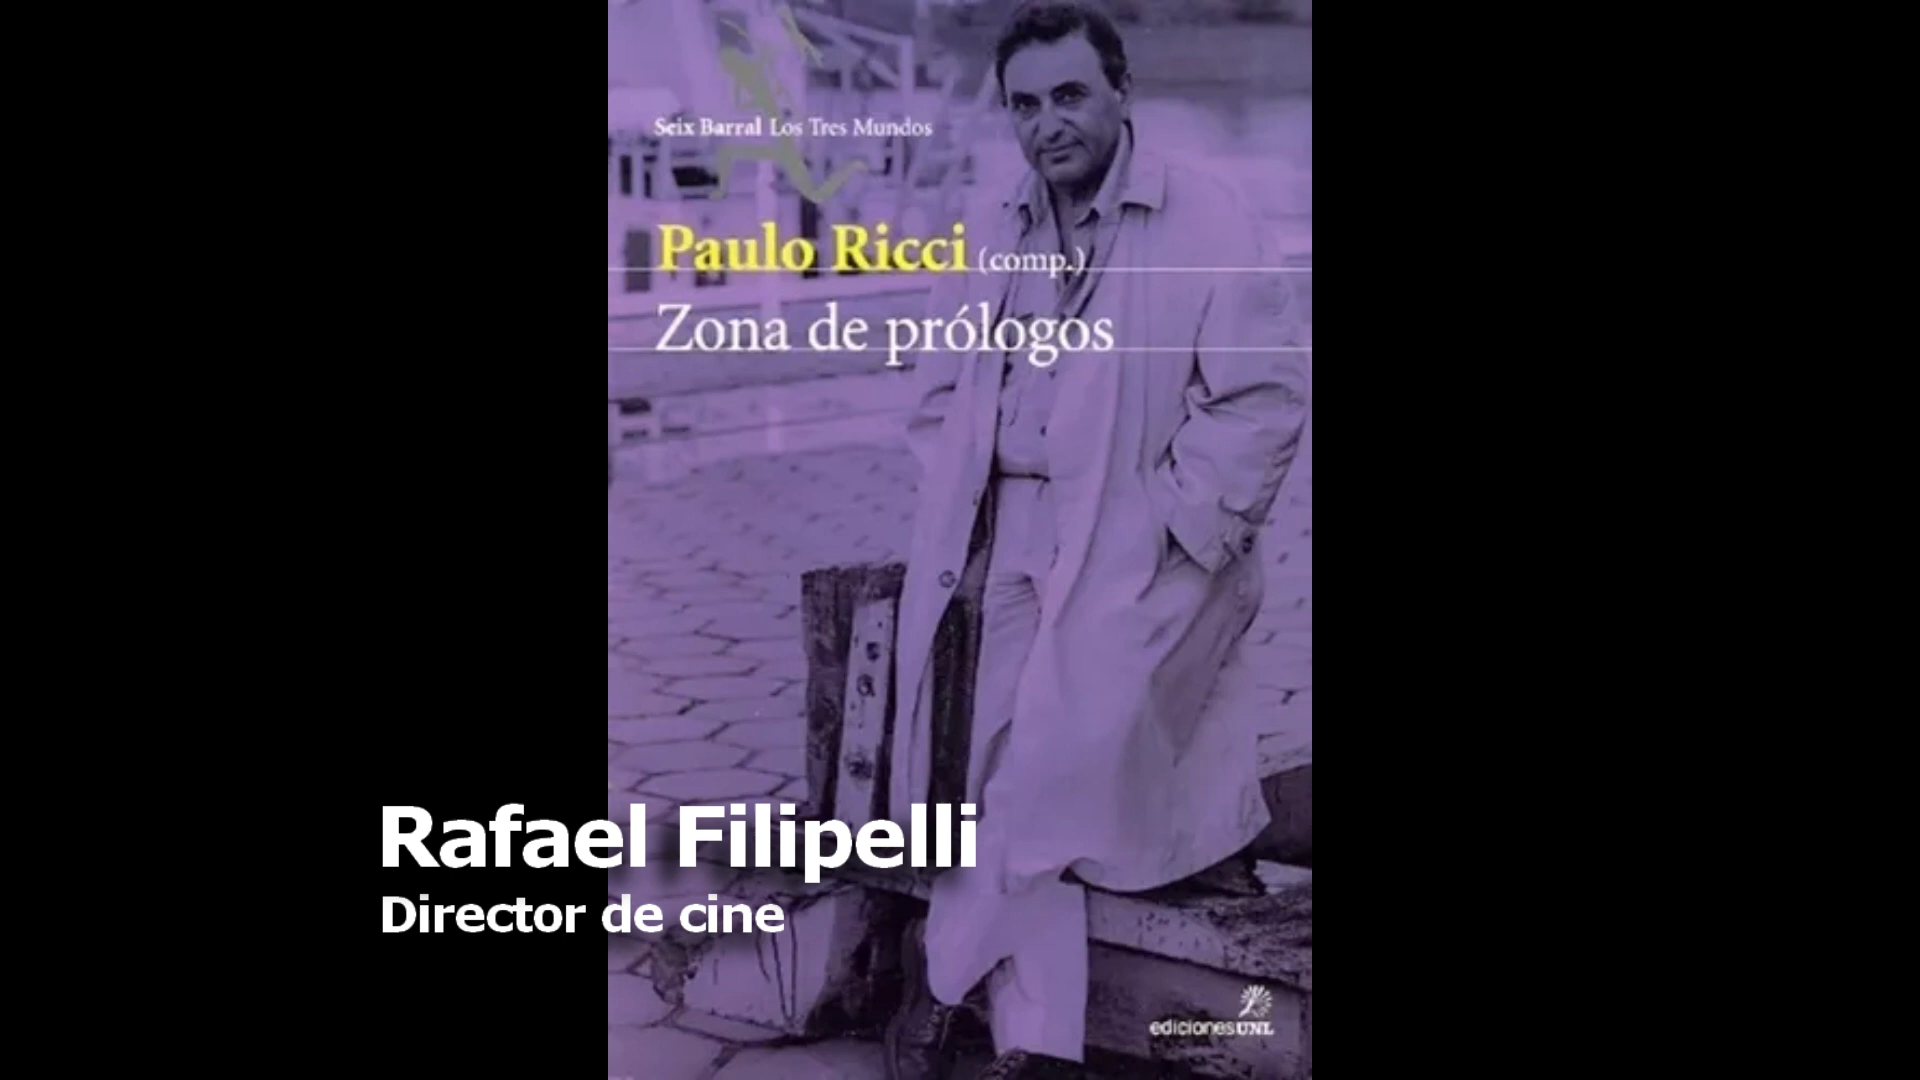 Seix Barral Los Tres Mundos
Paulo Ricci (comp.)
Zona de prólogos
Rafael Filipelli
Director de cine
edicionesUNL